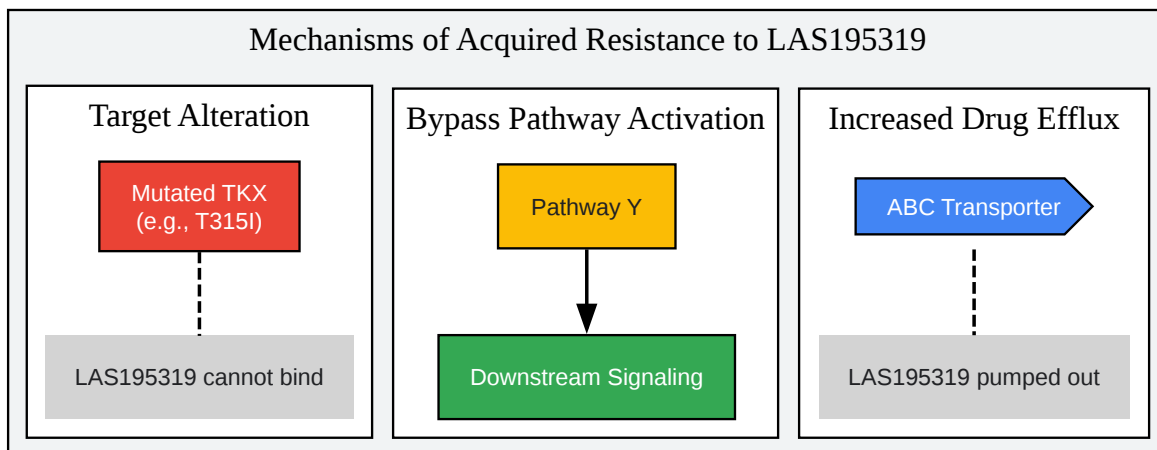 Mechanisms of Acquired Resistance to LAS195319
Target Alteration
Mutated TKX
(e.g., T315I)
LAS195319 cannot bind
Bypass Pathway Activation
Pathway Y
Downstream Signaling
Increased Drug Efflux
ABC Transporter
LAS195319 pumped out